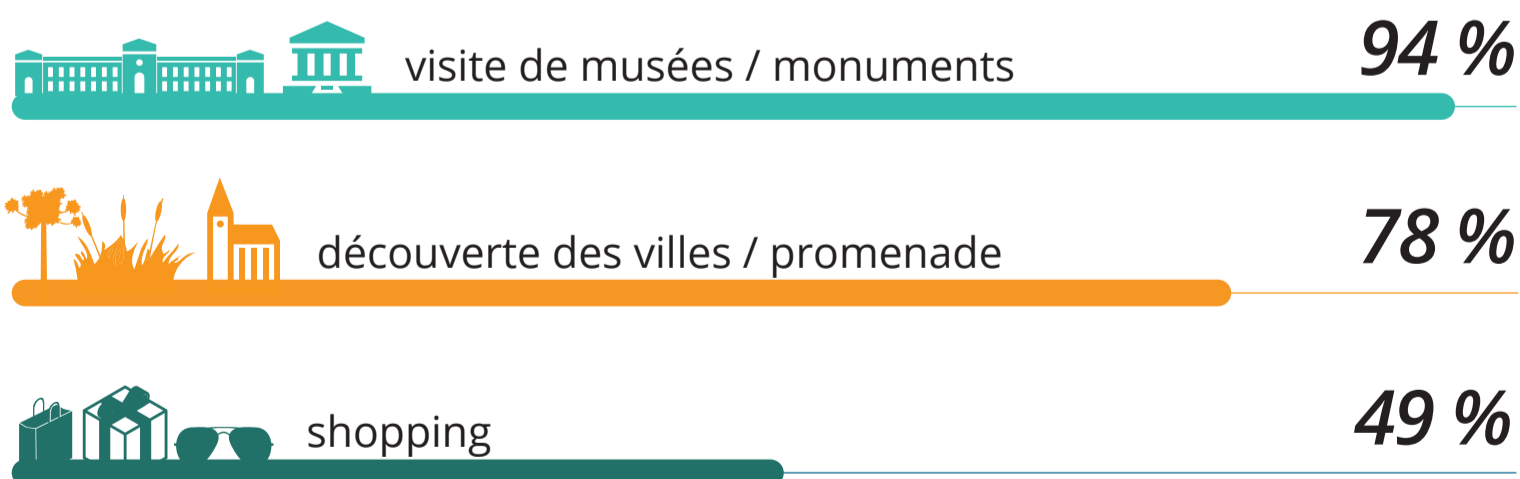 visite de musées / monuments 94 %
découverte des villes / promenade 78 %
shopping 49 %